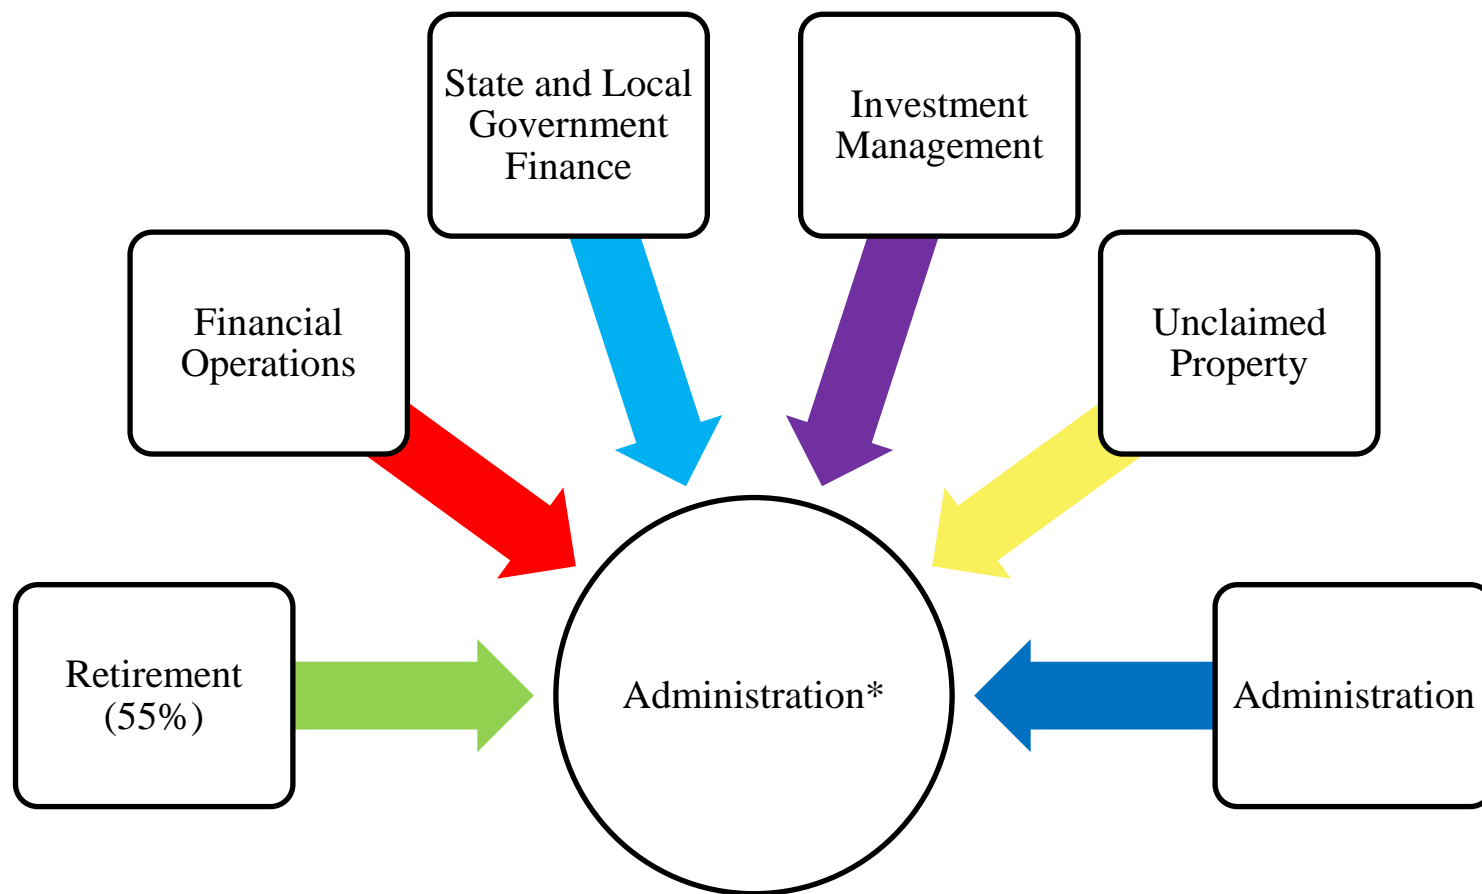 State and Local
Government
Finance
Investment
Management
Financial
Operations
Unclaimed
Property
Retirement
(55%)
Administration*
Administration